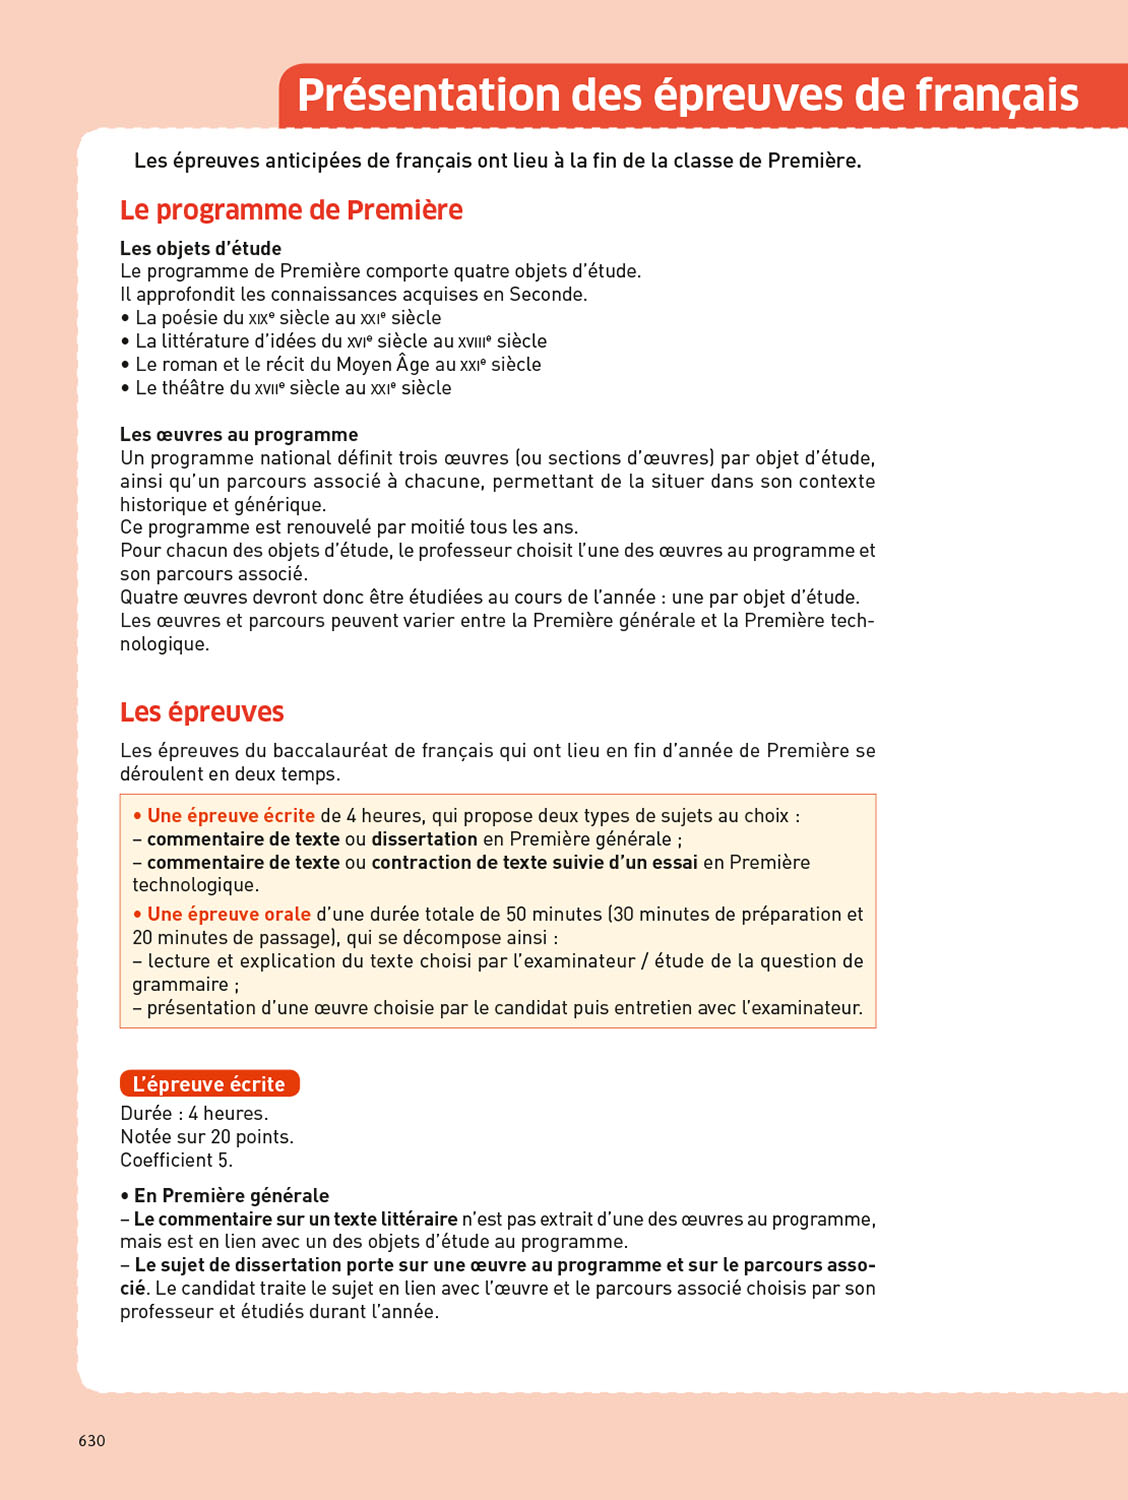 Présentation des épreuves de français
Les épreuves anticipées de français ont lieu à la fin de la classe de Première.
Le programme de Première
Les objets d’étude
Le programme de Première comporte quatre objets d’étude.
Il approfondit les connaissances acquises en Seconde.
• La poésie du XIXe siècle au XXIe siècle
• La littérature d’idées du XVIe siècle au XVIIIe siècle
• Le roman et le récit du Moyen Âge au XXIe siècle
• Le théâtre du XVIIe siècle au XXIe siècle
Les œuvres au programme
Un programme national définit trois œuvres (ou sections d’œuvres) par objet d’étude,
ainsi qu’un parcours associé à chacune, permettant de la situer dans son contexte
historique et générique.
Ce programme est renouvelé par moitié tous les ans.
Pour chacun des objets d’étude, le professeur choisit l’une des œuvres au programme et
son parcours associé.
Quatre œuvres devront donc être étudiées au cours de l’année : une par objet d’étude.
Les œuvres et parcours peuvent varier entre la Première générale et la Première tech-
nologique.
Les épreuves
Les épreuves du baccalauréat de français qui ont lieu en fin d’année de Première se
déroulent en deux temps.
• Une épreuve écrite de 4 heures, qui propose deux types de sujets au choix :
– commentaire de texte ou dissertation en Première générale ;
– commentaire de texte ou contraction de texte suivie d’un essai en Première
technologique.
• Une épreuve orale d’une durée totale de 50 minutes (30 minutes de préparation et
20 minutes de passage), qui se décompose ainsi :
– lecture et explication du texte choisi par l’examinateur / étude de la question de
grammaire ;
– présentation d’une œuvre choisie par le candidat puis entretien avec l’examinateur.
L’épreuve écrite
Durée : 4 heures.
Notée sur 20 points.
Coefficient 5.
• En Première générale
– Le commentaire sur un texte littéraire n’est pas extrait d’une des œuvres au programme,
mais est en lien avec un des objets d’étude au programme.
– Le sujet de dissertation porte sur une œuvre au programme et sur le parcours asso-
cié. Le candidat traite le sujet en lien avec l’œuvre et le parcours associé choisis par son
professeur et étudiés durant l’année.
630